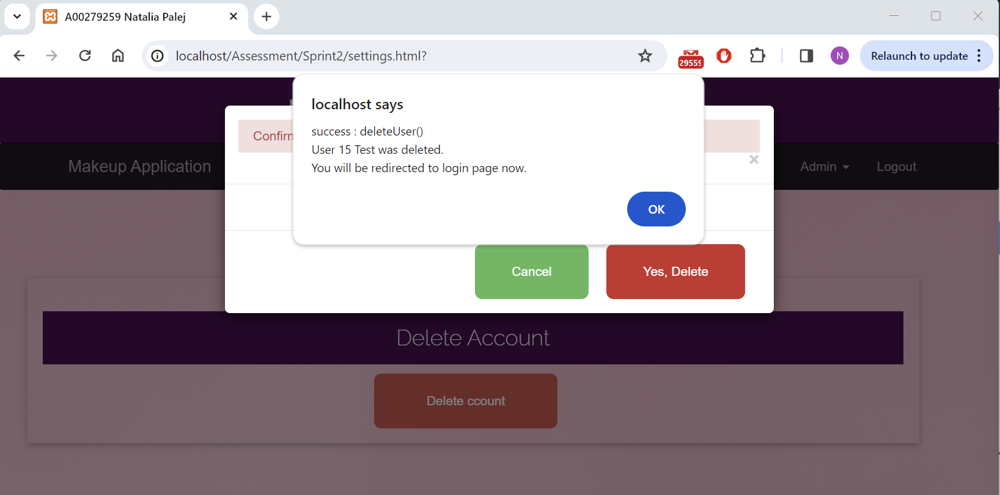 A00279259 Natalia Palej
localhost/Assessment/Sprint2/settings.html?
29559
N
Relaunch to update
localhost says
success : deleteUser()
User 15 Test was deleted.
You will be redirected to login page now.
OK
Makeup Application
Admin
Logout
Cancel
Yes, Delete
Delete Account
Delete ccount